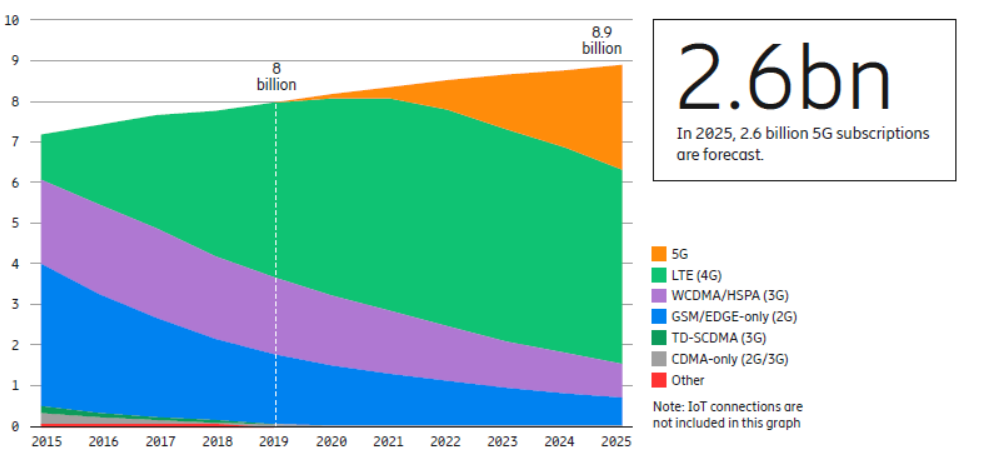 10
9
8
7
6
5
4
3
2
1
0
8
billion
8.9
billion
2015 2016 2017 2018 2019 2020 2021 2022 2023 2024 2025
2.6bn
In 2025, 2.6 billion 5G subscriptions
are forecast.
5G
LTE (4G)
WCDMA/HSPA (3G)
GSM/EDGE-only (2G)
TD-SCDMA (3G)
CDMA-only (2G/3G)
Other
Note: IoT connections are
not included in this graph